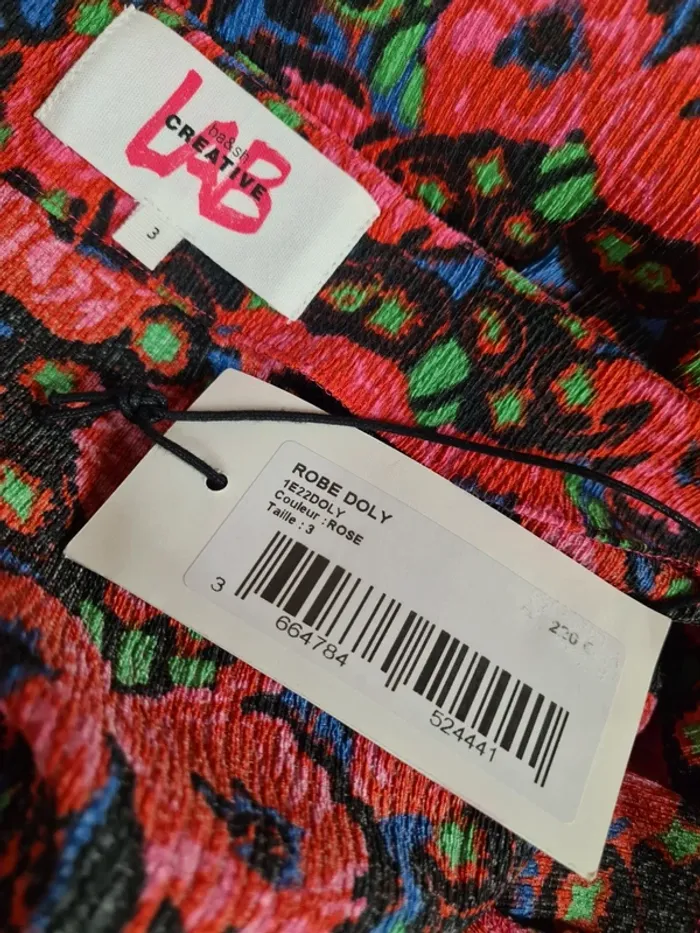 LAB
ba&sh
CREATIVE
3
ROBE DOLY
1E22DOLY
Couleur : ROSE
Taille : 3
3 664784 524441